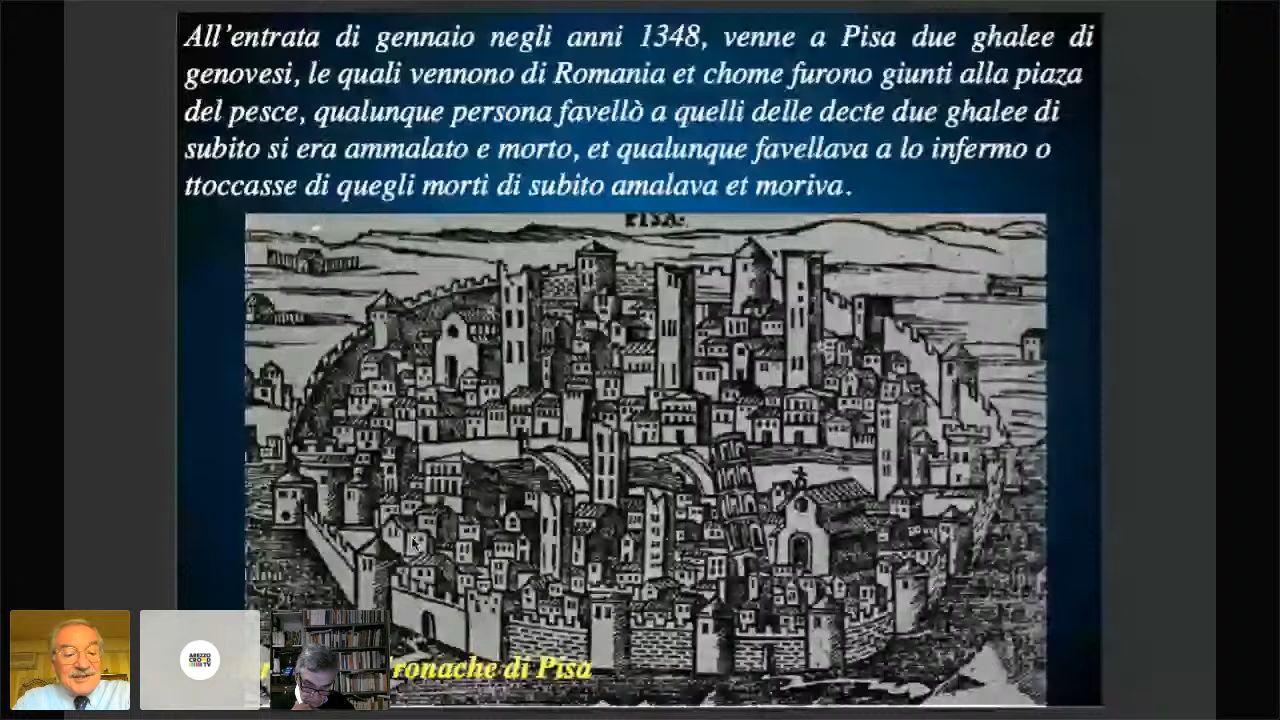 All'entrata di gennaio negli anni 1348, venne a Pisa due ghalee di
genovesi, le quali vennono di Romania et chome furono giunti alla piaza
del pesce, qualunque persona favellò a quelli delle decte due ghalee di
subito si era ammalato e morto, et qualunque favellava a lo infermo o
ttoccasse di quegli morti di subito amalava et moriva.
PISA.
ronache di Pisa
AREZZO
TV